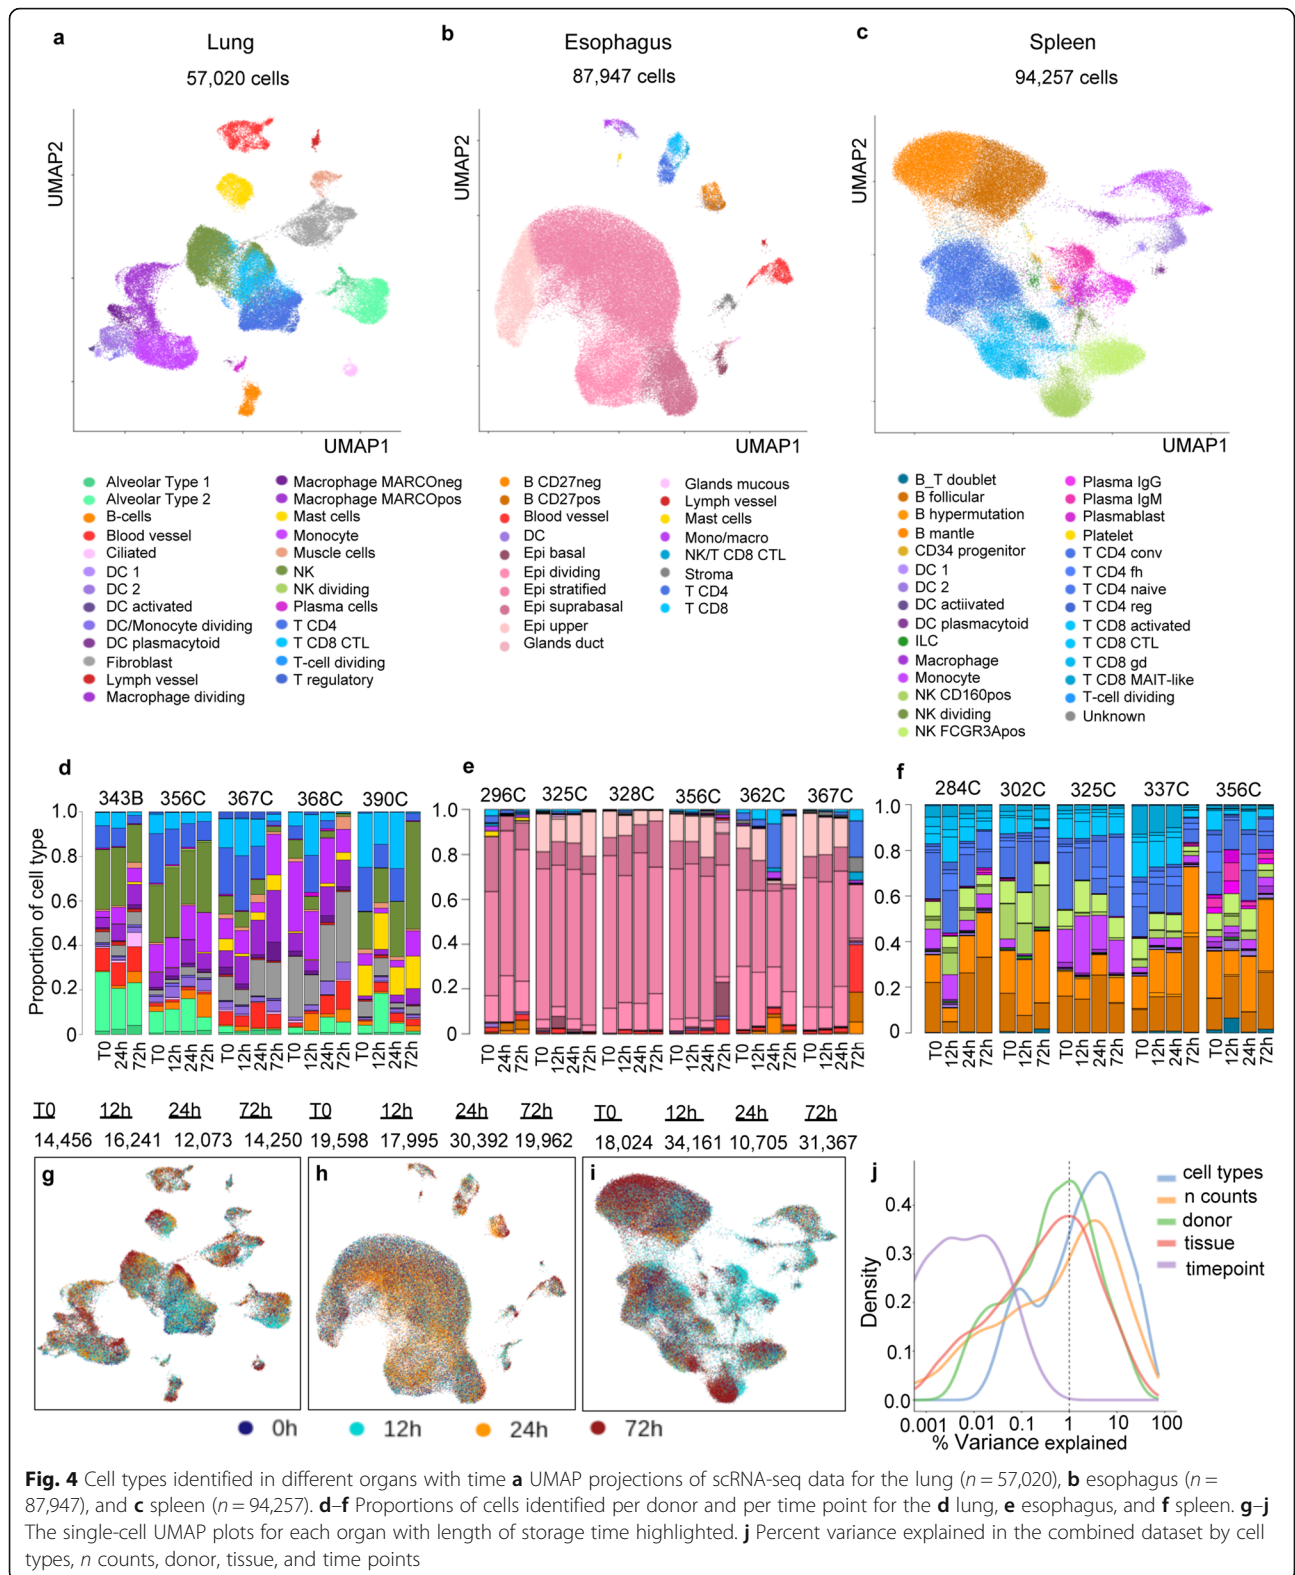 a
Lung
57,020 cells
UMAP2
UMAP1
b
Esophagus
87,947 cells
UMAP2
UMAP1
c
Spleen
94,257 cells
UMAP2
UMAP1
Alveolar Type 1
Alveolar Type 2
B-cells
Blood vessel
Ciliated
DC 1
DC 2
DC activated
DC/Monocyte dividing
DC plasmacytoid
Fibroblast
Lymph vessel
Macrophage dividing
Macrophage MARCOneg
Macrophage MARCOpos
Mast cells
Monocyte
Muscle cells
NK
NK dividing
Plasma cells
T CD4
T CD8 CTL
T-cell dividing
T regulatory
B CD27neg
B CD27pos
Blood vessel
DC
Epi basal
Epi dividing
Epi stratified
Epi suprabasal
Epi upper
Glands duct
Glands mucous
Lymph vessel
Mast cells
Mono/macro
NK/T CD8 CTL
Stroma
T CD4
T CD8
B_T doublet
B follicular
B hypermutation
B mantle
CD34 progenitor
DC 1
DC 2
DC actiivated
DC plasmacytoid
ILC
Macrophage
Monocyte
NK CD160pos
NK dividing
NK FCGR3Apos
Plasma IgG
Plasma IgM
Plasmablast
Platelet
T CD4 conv
T CD4 fh
T CD4 naive
T CD4 reg
T CD8 activated
T CD8 CTL
T CD8 gd
T CD8 MAIT-like
T-cell dividing
Unknown
d
343B 356C 367C 368C 390C
Proportion of cell type
1.0
0.8
0.6
0.4
0.2
0
T0 24h 72h T0 12h 24h 72h T0 12h 24h 72h T0 12h 24h 72h T0 12h 24h 72h
e
296C 325C 328C 356C 362C 367C
1.0
0.8
0.6
0.4
0.2
0
T0 24h 72h T0 12h 24h 72h T0 12h 24h 72h T0 12h 24h 72h T0 12h 24h 72h T0 12h 24h 72h
f
284C 302C 325C 337C 356C
1.0
0.8
0.6
0.4
0.2
0
T0 12h 24h 72h T0 12h 72h T0 12h 24h 72h T0 12h 24h 72h T0 12h 24h 72h
T0 12h 24h 72h
14,456 16,241 12,073 14,250
T0 12h 24h 72h
19,598 17,995 30,392 19,962
T0 12h 24h 72h
18,024 34,161 10,705 31,367
g
h
i
0h 12h 24h 72h
j
cell types
n counts
donor
tissue
timepoint
Density
0.4
0.3
0.2
0.1
0.0
0.001 0.01 0.1 1 10 100
% Variance explained
Fig. 4 Cell types identified in different organs with time a UMAP projections of scRNA-seq data for the lung (n = 57,020), b esophagus (n =
87,947), and c spleen (n = 94,257). d–f Proportions of cells identified per donor and per time point for the d lung, e esophagus, and f spleen. g–j
The single-cell UMAP plots for each organ with length of storage time highlighted. j Percent variance explained in the combined dataset by cell
types, n counts, donor, tissue, and time points